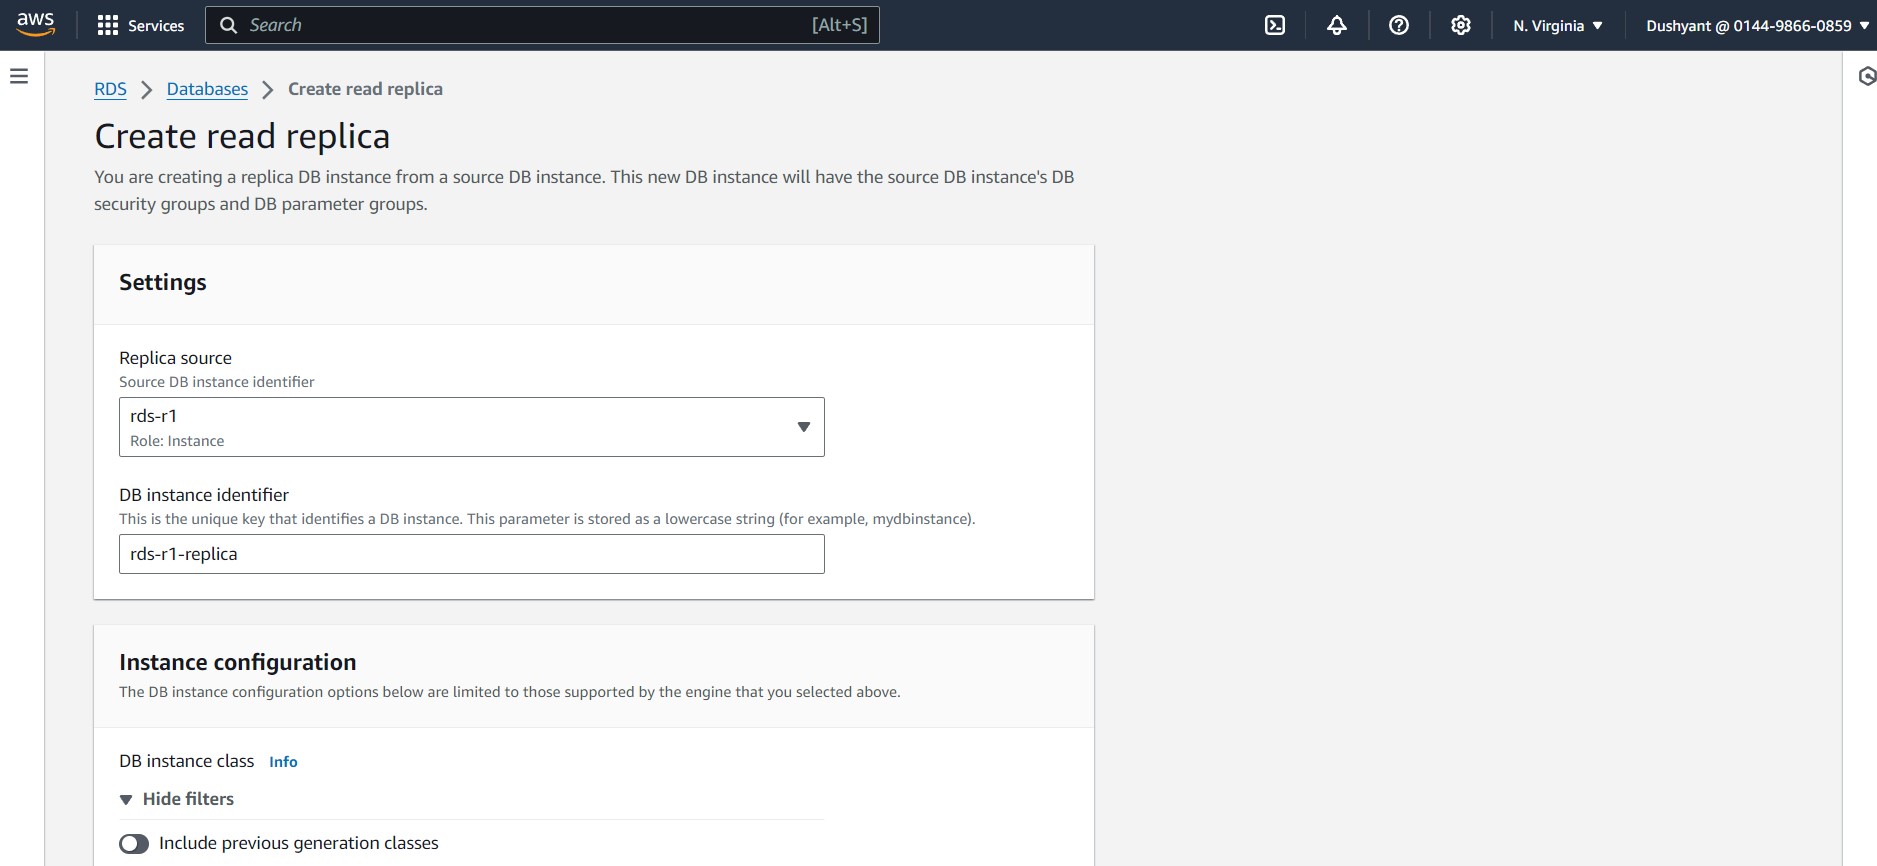 aws
Services
Search [Alt+S]
N. Virginia
Dushyant @ 0144-9866-0859
RDS Databases Create read replica
Create read replica
You are creating a replica DB instance from a source DB instance. This new DB instance will have the source DB instance's DB
security groups and DB parameter groups.
Settings
Replica source
Source DB instance identifier
rds-r1
Role: Instance
DB instance identifier
This is the unique key that identifies a DB instance. This parameter is stored as a lowercase string (for example, mydbinstance).
rds-r1-replica
Instance configuration
The DB instance configuration options below are limited to those supported by the engine that you selected above.
DB instance class Info
Hide filters
Include previous generation classes